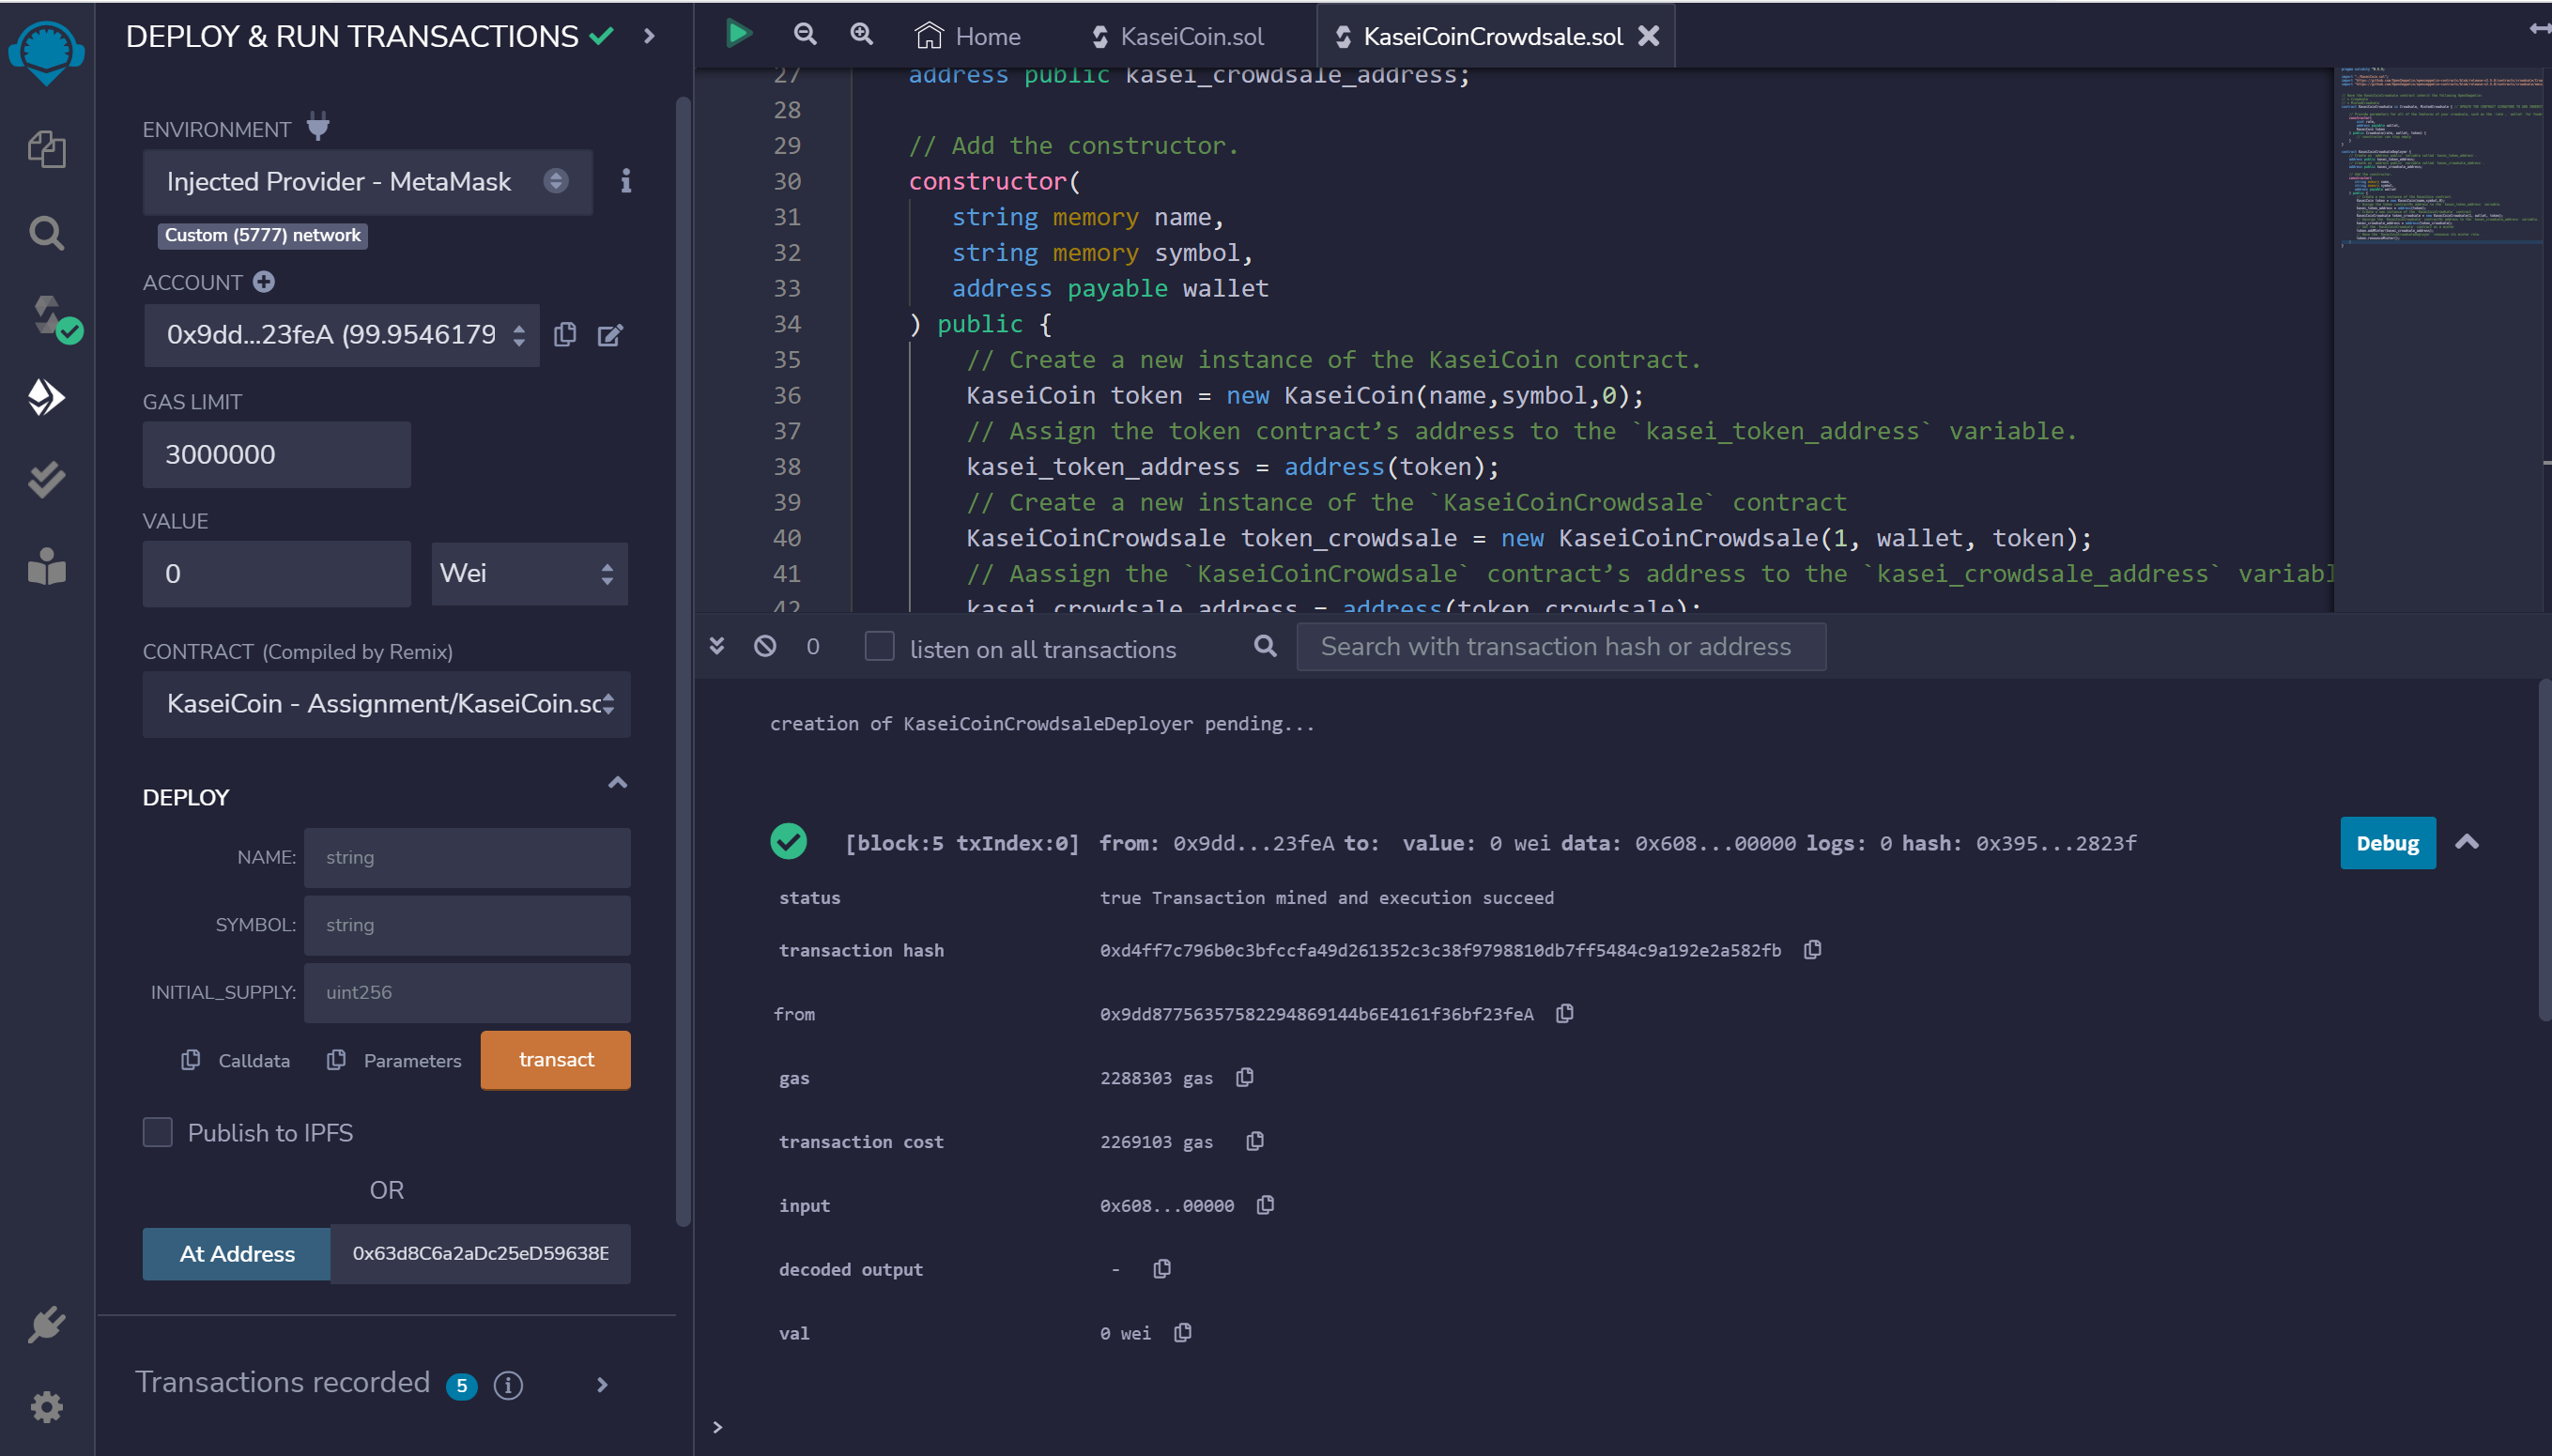 DEPLOY & RUN TRANSACTIONS
ENVIRONMENT
Injected Provider - MetaMask
Custom (5777) network
ACCOUNT
0x9dd...23feA (99.9546179
GAS LIMIT
3000000
VALUE
0
Wei
CONTRACT (Compiled by Remix)
KaseiCoin - Assignment/KaseiCoin.sc
DEPLOY
NAME: string
SYMBOL: string
INITIAL_SUPPLY: uint256
Calldata
Parameters
transact
Publish to IPFS
OR
At Address
0x63d8C6a2aDc25eD59638E
Transactions recorded 5
Home
KaseiCoin.sol
KaseiCoinCrowdsale.sol
27 address public kasei_crowdsale_address;
28
29 // Add the constructor.
30 constructor(
31 string memory name,
32 string memory symbol,
33 address payable wallet
34 ) public {
35 // Create a new instance of the KaseiCoin contract.
36 KaseiCoin token = new KaseiCoin(name,symbol,0);
37 // Assign the token contract’s address to the `kasei_token_address` variable.
38 kasei_token_address = address(token);
39 // Create a new instance of the `KaseiCoinCrowdsale` contract
40 KaseiCoinCrowdsale token_crowdsale = new KaseiCoinCrowdsale(1, wallet, token);
41 // Aassign the `KaseiCoinCrowdsale` contract’s address to the `kasei_crowdsale_address` variabl
42 kasei_crowdsale_address = address(token_crowdsale);
0
listen on all transactions
Search with transaction hash or address
creation of KaseiCoinCrowdsaleDeployer pending...
[block:5 txIndex:0] from: 0x9dd...23feA to: value: 0 wei data: 0x608...00000 logs: 0 hash: 0x395...2823f
Debug
status true Transaction mined and execution succeed
transaction hash 0xd4ff7c796b0c3bfccfa49d261352c3c38f9798810db7ff5484c9a192e2a582fb
from 0x9dd87756357582294869144b6E4161f36bf23feA
gas 2288303 gas
transaction cost 2269103 gas
input 0x608...00000
decoded output -
val 0 wei
>